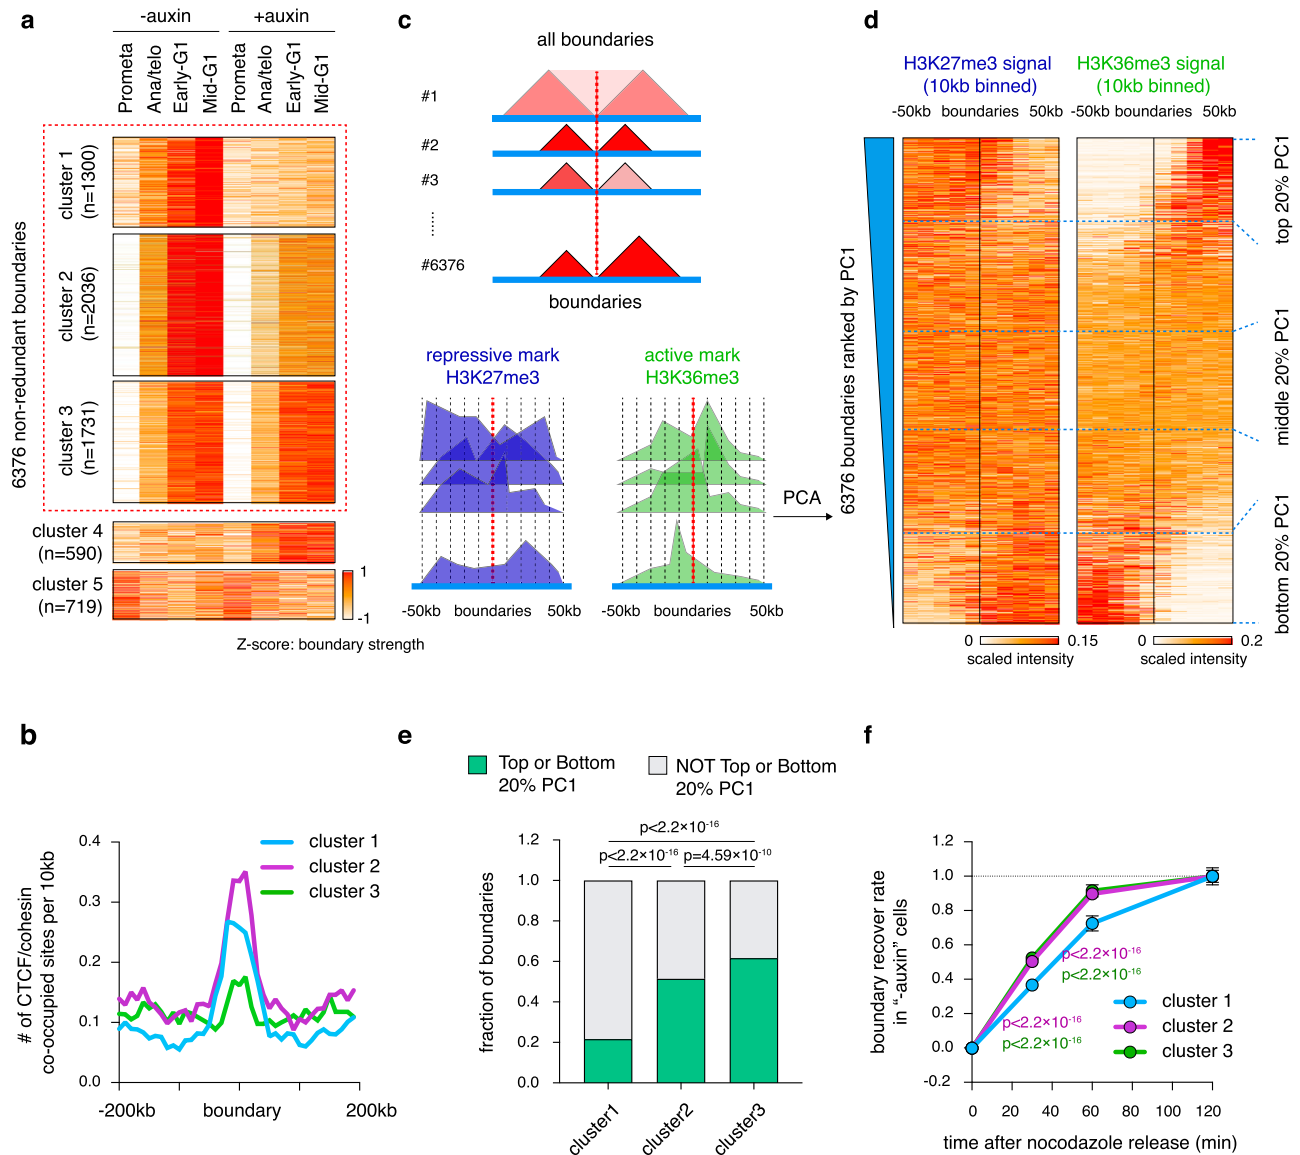 a
-auxin
+auxin
Prometa
Ana/telo
Early-G1
Mid-G1
Prometa
Ana/telo
Early-G1
Mid-G1
6376 non-redundant boundaries
cluster 1
(n=1300)
cluster 2
(n=2036)
cluster 3
(n=1731)
cluster 4
(n=590)
cluster 5
(n=719)
1
-1
Z-score: boundary strength
c
all boundaries
#1
#2
#3
......
#6376
boundaries
repressive mark
H3K27me3
active mark
H3K36me3
-50kb boundaries 50kb
-50kb boundaries 50kb
PCA
d
H3K27me3 signal
(10kb binned)
H3K36me3 signal
(10kb binned)
-50kb boundaries 50kb
-50kb boundaries 50kb
6376 boundaries ranked by PC1
top 20% PC1
middle 20% PC1
bottom 20% PC1
0 0.15
scaled intensity
0 0.2
scaled intensity
b
# of CTCF/cohesin
co-occupied sites per 10kb
0.4
0.3
0.2
0.1
0.0
cluster 1
cluster 2
cluster 3
-200kb boundary 200kb
e
Top or Bottom
20% PC1
NOT Top or Bottom
20% PC1
p<2.2×10-16
p<2.2×10-16
p=4.59×10-10
fraction of boundaries
1.2
1.0
0.8
0.6
0.4
0.2
0.0
cluster1
cluster2
cluster3
f
boundary recover rate
in “-auxin” cells
1.2
1.0
0.8
0.6
0.4
0.2
0.0
-0.2
p<2.2×10-16
p<2.2×10-16
p<2.2×10-16
p<2.2×10-16
cluster 1
cluster 2
cluster 3
0 20 40 60 80 100 120
time after nocodazole release (min)